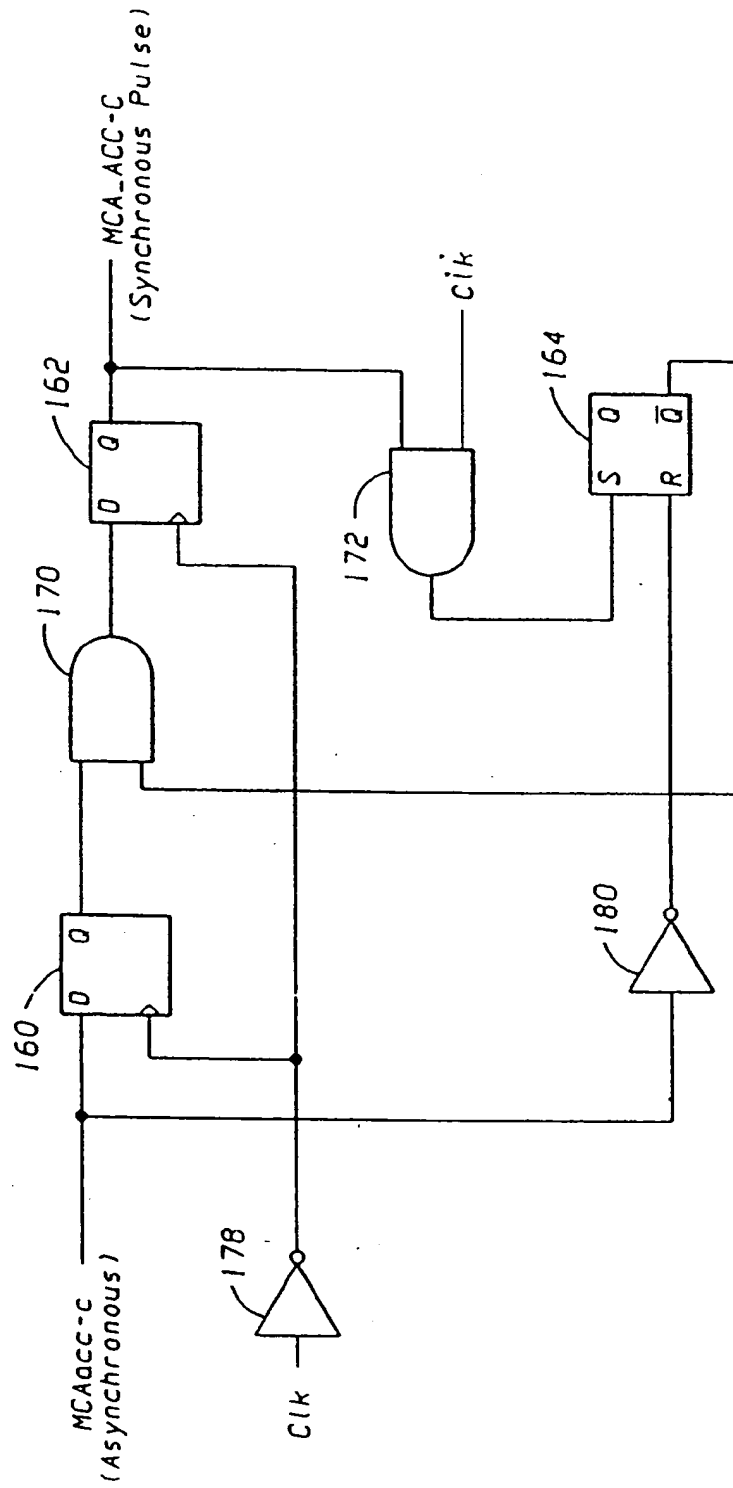 MCAacc-c
(Asynchronous)
160
D Q
170
162
D Q
MCA_ACC-C
(Synchronous Pulse)
Clk
178
172
clk
180
164
S Q
R Q̅